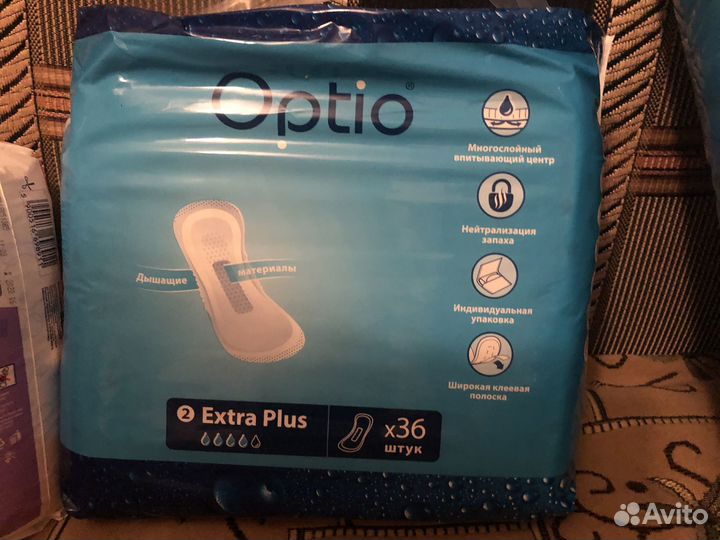 Optio®
Многослойный
впитывающий центр
Нейтрализация
запаха
Дышащие материалы
Индивидуальная
упаковка
Широкая клеевая
полоска
2 Extra Plus
x36
штук
Avito